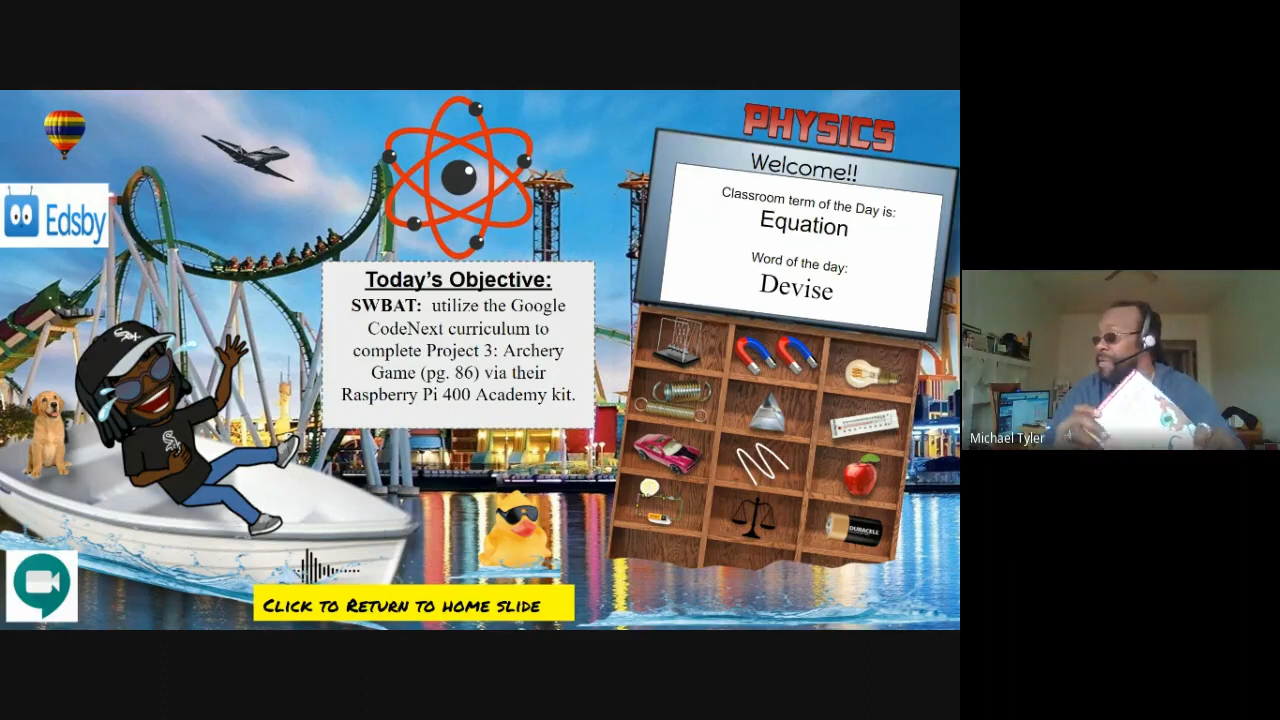 PHYSICS
Welcome!!
Classroom term of the Day is:
Equation
Word of the day:
Devise
Edsby
Today's Objective:
SWBAT: utilize the Google
CodeNext curriculum to
complete Project 3: Archery
Game (pg. 86) via their
Raspberry Pi 400 Academy kit.
Sox
DURACELL
Click to Return to home slide
Michael Tyler